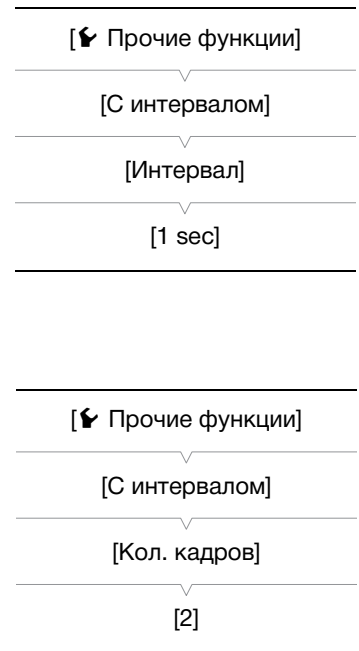 [ Прочие функции]
[С интервалом]
[Интервал]
[1 sec]
[ Прочие функции]
[С интервалом]
[Кол. кадров]
[2]